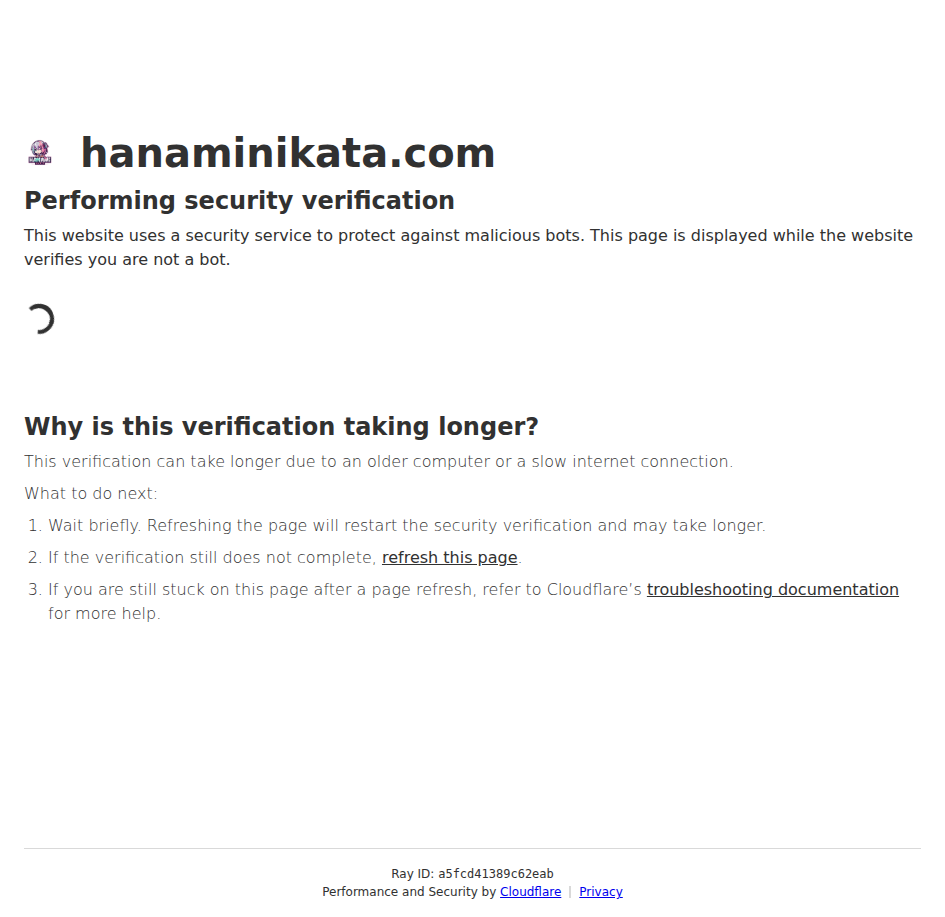 hanaminikata.com
Performing security verification
This website uses a security service to protect against malicious bots. This page is displayed while the website
verifies you are not a bot.
Why is this verification taking longer?
This verification can take longer due to an older computer or a slow internet connection.
What to do next:
1. Wait briefly. Refreshing the page will restart the security verification and may take longer.
2. If the verification still does not complete, refresh this page.
3. If you are still stuck on this page after a page refresh, refer to Cloudflare’s troubleshooting documentation
for more help.
Ray ID: a5fcd41389c62eab
Performance and Security by Cloudflare | Privacy